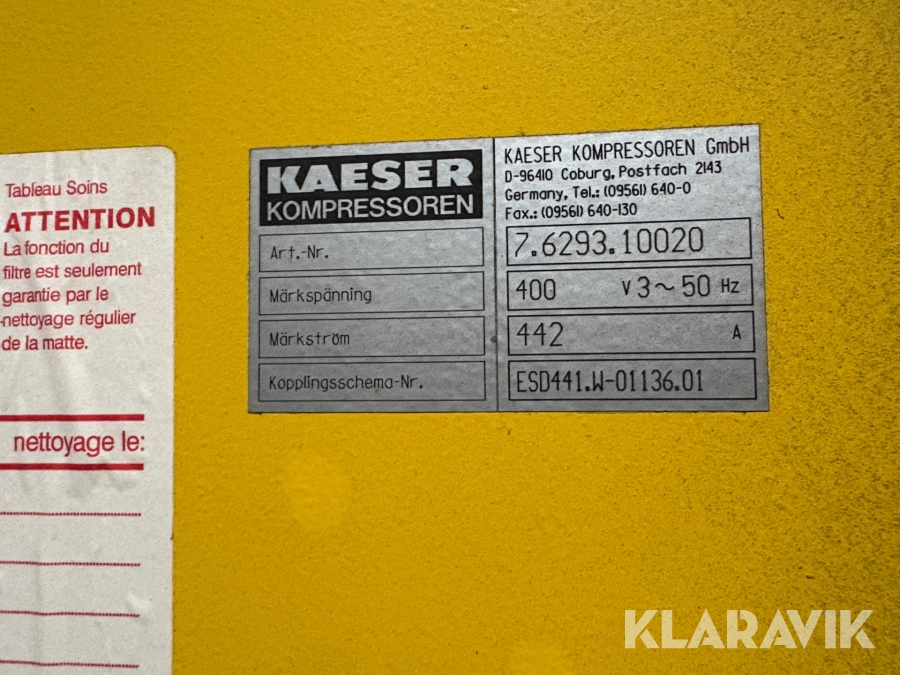 Tableau Soins
ATTENTION
La fonction du
filtre est seulement
garantie par le
nettoyage régulier
de la matte.
nettoyage le:
KAESER
KOMPRESSOREN
KAESER KOMPRESSOREN GmbH
D-96410 Coburg, Postfach 2143
Germany, Tel.: (09561) 640-0
Fax.: (09561) 640-130
Art.-Nr.
7.6293.10020
Märkspänning
400 V 3~50 Hz
Märkström
442 A
Kopplingsschema-Nr.
ESD441.W-01136.01
KLARAVIK